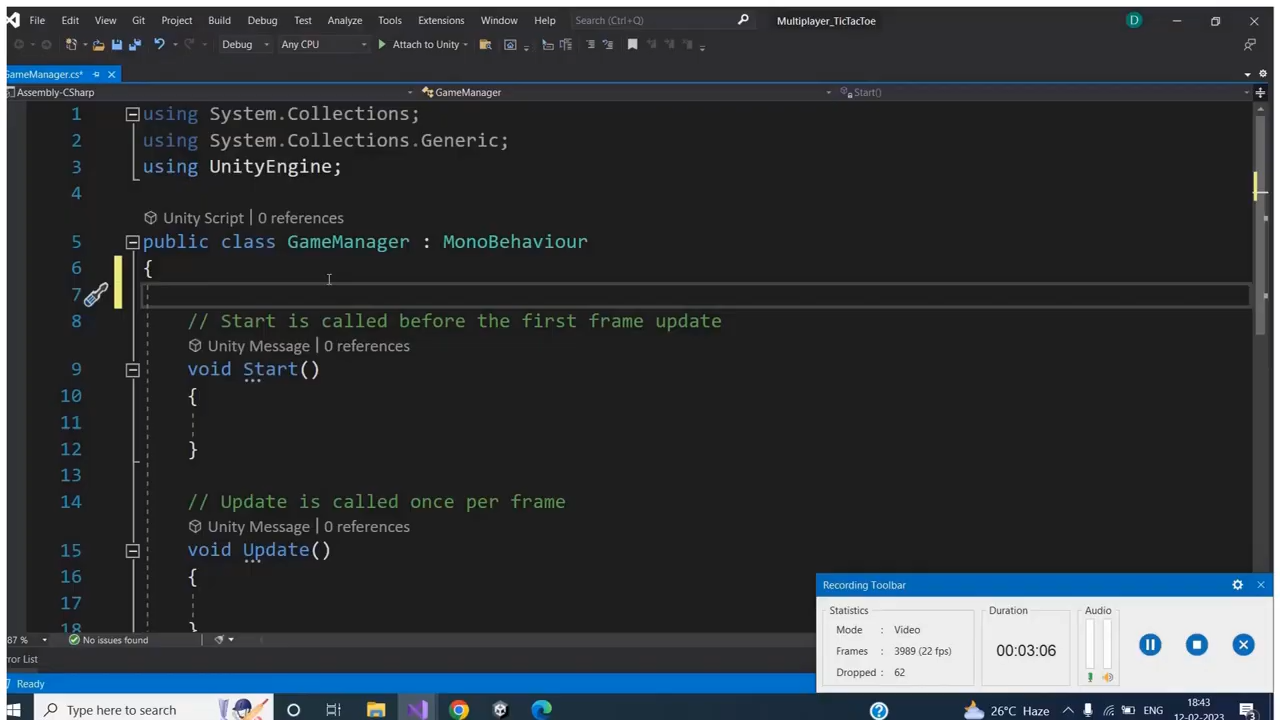 File Edit View Git Project Build Debug Test Analyze Tools Extensions Window Help Search (Ctrl+Q) Multiplayer_TicTacToe D
Debug Any CPU Attach to Unity
GameManager.cs*
Assembly-CSharp GameManager Start()
1 using System.Collections;
2 using System.Collections.Generic;
3 using UnityEngine;
4
Unity Script | 0 references
5 public class GameManager : MonoBehaviour
6 {
7
8 // Start is called before the first frame update
Unity Message | 0 references
9 void Start()
10 {
11
12 }
13
14 // Update is called once per frame
Unity Message | 0 references
15 void Update()
16 {
17
18 }
87 % No issues found
rror List
Ready
Recording Toolbar
Statistics Duration Audio
Mode : Video
Frames : 3989 (22 fps)
Dropped : 62
00:03:06
Type here to search 26°C Haze ENG 18:43
12-02-2023 3